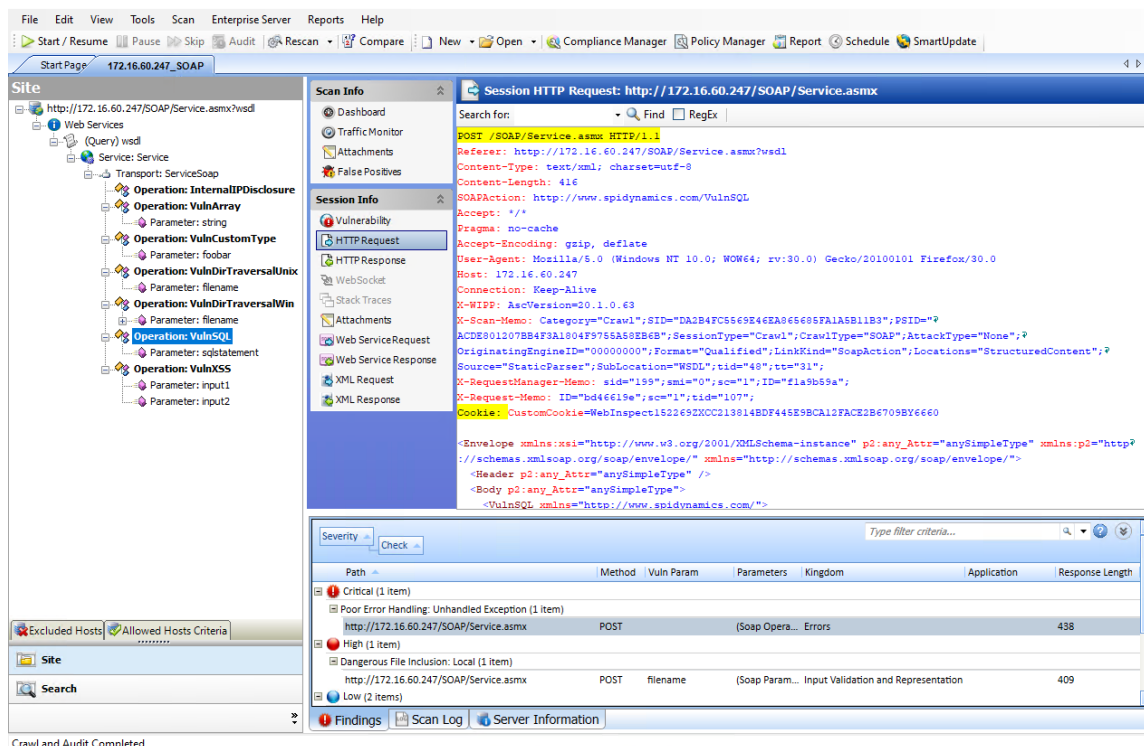 File Edit View Tools Scan Enterprise Server Reports Help
Start / Resume Pause Skip Audit Rescan Compare New Open Compliance Manager Policy Manager Report Schedule SmartUpdate
Start Page 172.16.60.247_SOAP
Site
http://172.16.60.247/SOAP/Service.asmx?wsdl
Web Services
(Query) wsdl
Service: Service
Transport: ServiceSoap
Operation: InternalIPDisclosure
Operation: VulnArray
Parameter: string
Operation: VulnCustomType
Parameter: foobar
Operation: VulnDirTraversalUnix
Parameter: filename
Operation: VulnDirTraversalWin
Parameter: filename
Operation: VulnSQL
Parameter: sqlstatement
Operation: VulnXSS
Parameter: input1
Parameter: input2
Excluded Hosts Allowed Hosts Criteria
Site
Search
Scan Info
Dashboard
Traffic Monitor
Attachments
False Positives
Session Info
Vulnerability
HTTP Request
HTTP Response
WebSocket
Stack Traces
Attachments
Web Service Request
Web Service Response
XML Request
XML Response
Session HTTP Request: http://172.16.60.247/SOAP/Service.asmx
Search for: Find RegEx
POST /SOAP/Service.asmx HTTP/1.1
Referer: http://172.16.60.247/SOAP/Service.asmx?wsdl
Content-Type: text/xml; charset=utf-8
Content-Length: 416
SOAPAction: http://www.spidynamics.com/VulnSQL
Accept: */*
Pragma: no-cache
Accept-Encoding: gzip, deflate
User-Agent: Mozilla/5.0 (Windows NT 10.0; WOW64; rv:30.0) Gecko/20100101 Firefox/30.0
Host: 172.16.60.247
Connection: Keep-Alive
X-WIPP: AscVersion=20.1.0.63
X-Scan-Memo: Category="Crawl";SID="DA2B4FC5569E46EA865685FA1A5B11B3";PSID="
ACDE801207BB4F3A1804F9755A58EB6B";SessionType="Crawl";CrawlType="SOAP";AttackType="None";
OriginatingEngineID="00000000";Format="Qualified";LinkKind="SoapAction";Locations="StructuredContent";
Source="StaticParser";SubLocation="WSDL";tid="48";tt="31";
X-RequestManager-Memo: sid="199";smi="0";sc="1";ID="f1a9b59a";
X-Request-Memo: ID="bd46619e";sc="1";tid="107";
Cookie: CustomCookie=WebInspect152269ZXCC213814BDF445E9BCA12FACE2B6709BY6660
<Envelope xmlns:xsi="http://www.w3.org/2001/XMLSchema-instance" p2:any_Attr="anySimpleType" xmlns:p2="http
://schemas.xmlsoap.org/soap/envelope/" xmlns="http://schemas.xmlsoap.org/soap/envelope/">
<Header p2:any_Attr="anySimpleType" />
<Body p2:any_Attr="anySimpleType">
<VulnSQL xmlns="http://www.spidynamics.com/">
Severity
Check
Type filter criteria...
Path Method Vuln Param Parameters Kingdom Application Response Length
Critical (1 item)
Poor Error Handling: Unhandled Exception (1 item)
http://172.16.60.247/SOAP/Service.asmx POST (Soap Opera... Errors 438
High (1 item)
Dangerous File Inclusion: Local (1 item)
http://172.16.60.247/SOAP/Service.asmx POST filename (Soap Param... Input Validation and Representation 409
Low (2 items)
Findings Scan Log Server Information
Crawl and Audit Completed